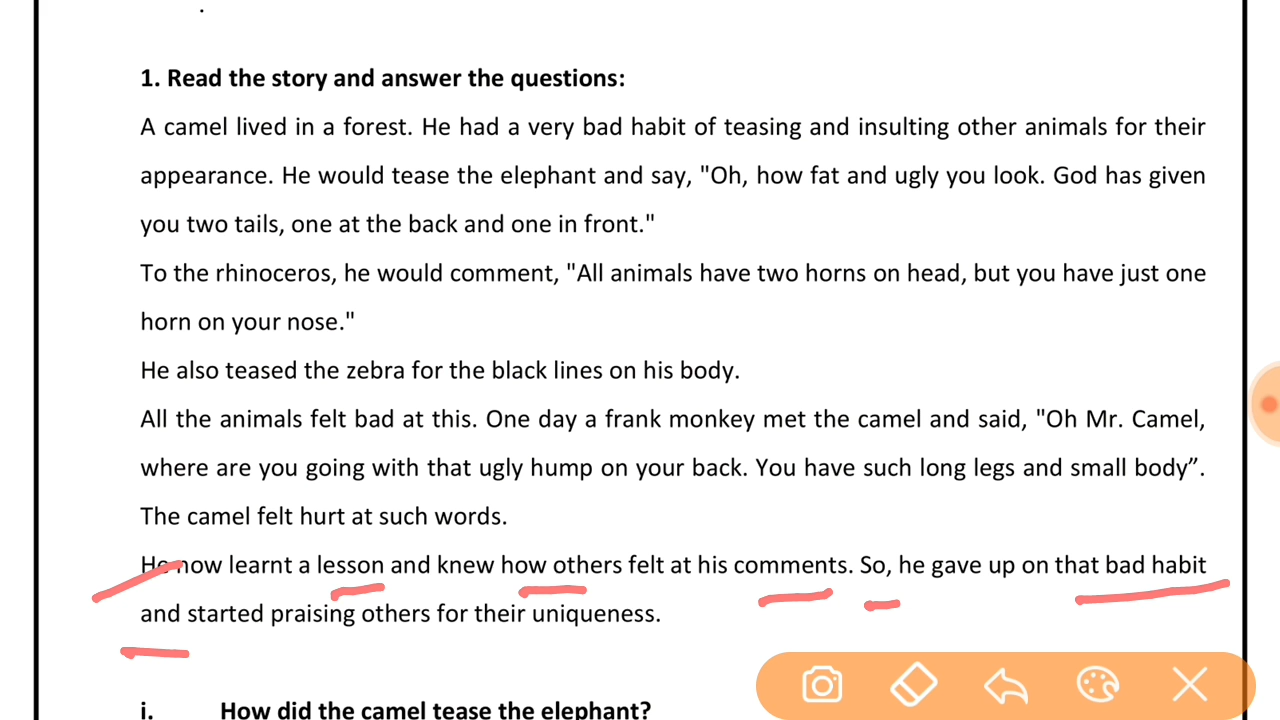 1. Read the story and answer the questions:
A camel lived in a forest. He had a very bad habit of teasing and insulting other animals for their
appearance. He would tease the elephant and say, "Oh, how fat and ugly you look. God has given
you two tails, one at the back and one in front."
To the rhinoceros, he would comment, "All animals have two horns on head, but you have just one
horn on your nose."
He also teased the zebra for the black lines on his body.
All the animals felt bad at this. One day a frank monkey met the camel and said, "Oh Mr. Camel,
where are you going with that ugly hump on your back. You have such long legs and small body”.
The camel felt hurt at such words.
He now learnt a lesson and knew how others felt at his comments. So, he gave up on that bad habit
and started praising others for their uniqueness.
i. How did the camel tease the elephant?